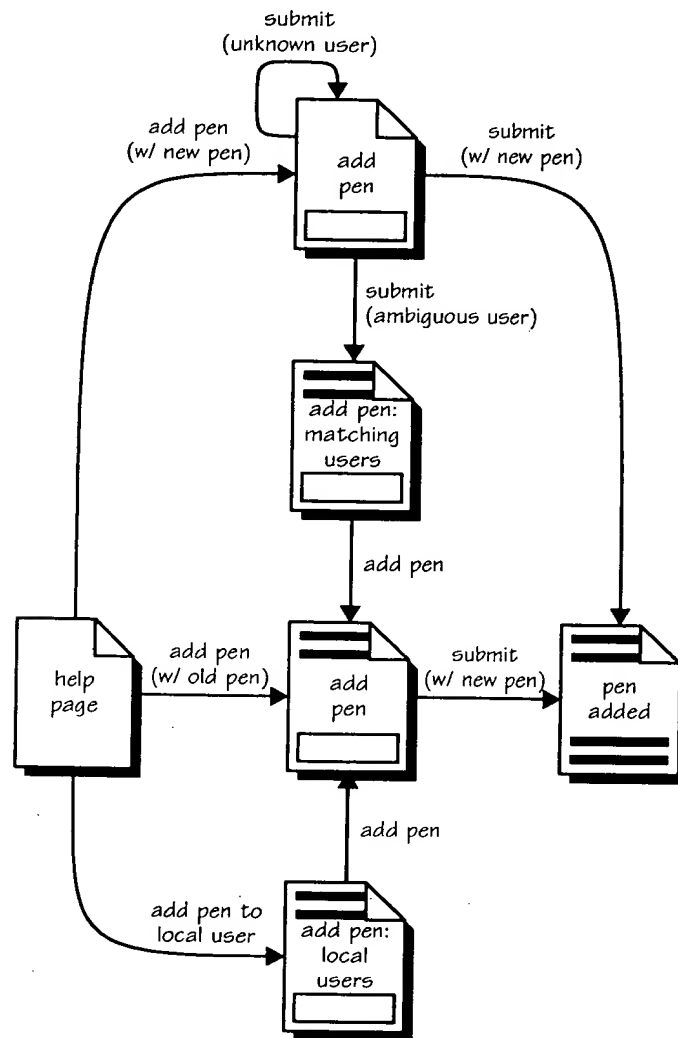 submit
(unknown user)
add pen
(w/ new pen)
submit
(w/ new pen)
add
pen
submit
(ambiguous user)
add pen:
matching
users
add pen
help
page
add pen
(w/ old pen)
add
pen
submit
(w/ new pen)
pen
added
add pen
add pen to
local user
add pen:
local
users